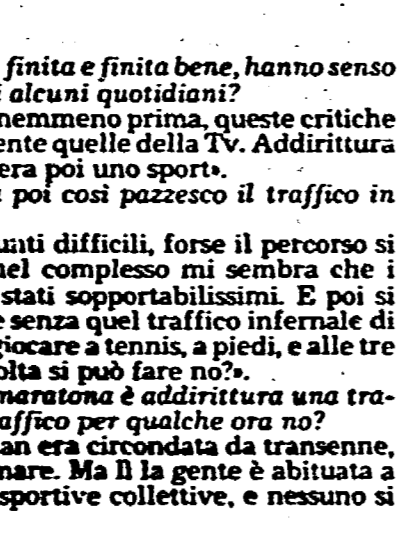 finita e finita bene, hanno senso
alcuni quotidiani?
nemmeno prima, queste critiche
ente quelle della Tv. Addirittura
era poi uno sport».
poi così pazzesco il traffico in
difficili, forse il percorso si
nel complesso mi sembra che i
stati sopportabilissimi. E poi si
e senza quel traffico infernale di
giocare a tennis, a piedi, e alle tre
olta si può fare no?».
maratona è addirittura una tra-
affico per qualche ora no?
an era circondata da transenne,
nare. Ma lì la gente è abituata a
sportive collettive, e nessuno si